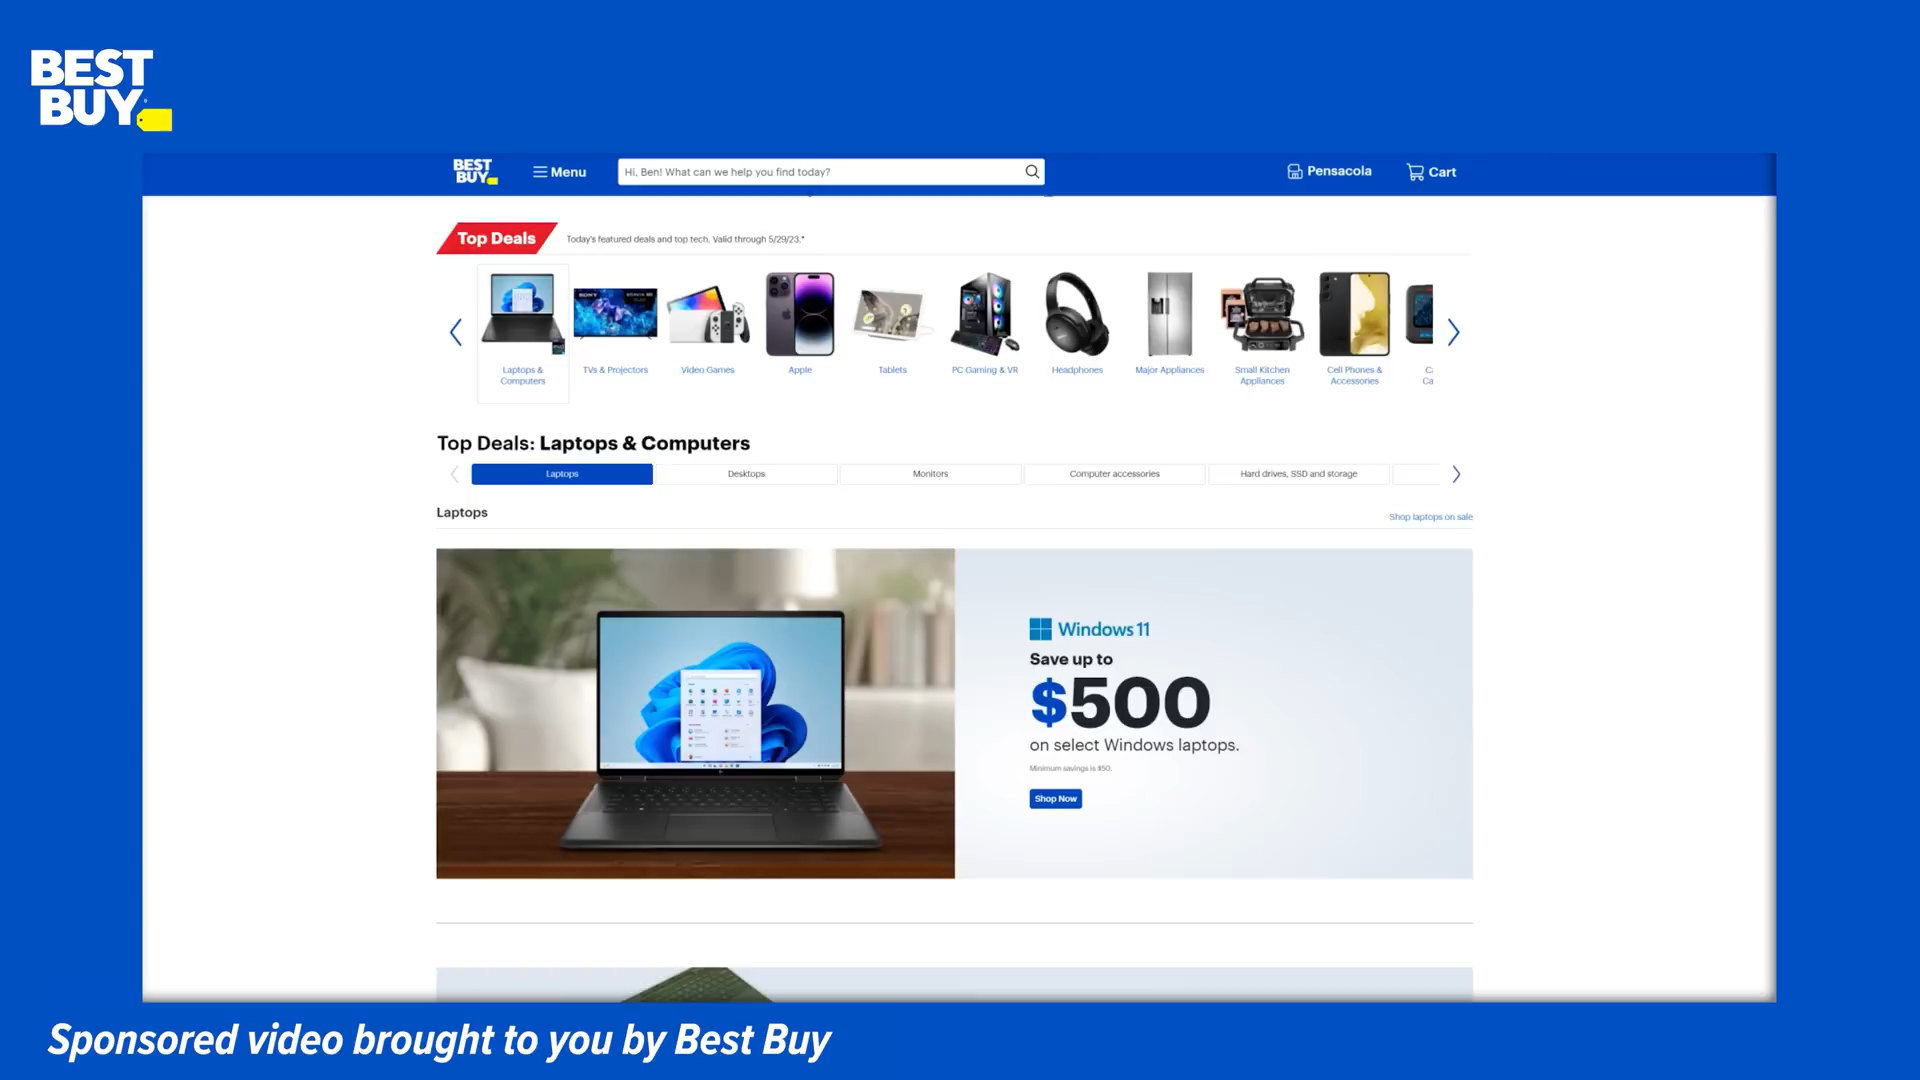 BEST
BUY
BEST
BUY
Menu
Hi, Ben! What can we help you find today?
Pensacola
Cart
Top Deals
Today's featured deals and top tech. Valid through 5/29/23.*
SONY
Laptops &
Computers
TVs & Projectors
Video Games
Apple
Tablets
PC Gaming & VR
Headphones
Major Appliances
Small Kitchen
Appliances
Cell Phones &
Accessories
Ca
Top Deals: Laptops & Computers
Laptops
Desktops
Monitors
Computer accessories
Hard drives, SSD and storage
Laptops
Shop laptops on sale
Windows 11
Save up to
$500
on select Windows laptops.
Minimum savings is $50.
Shop Now
Sponsored video brought to you by Best Buy